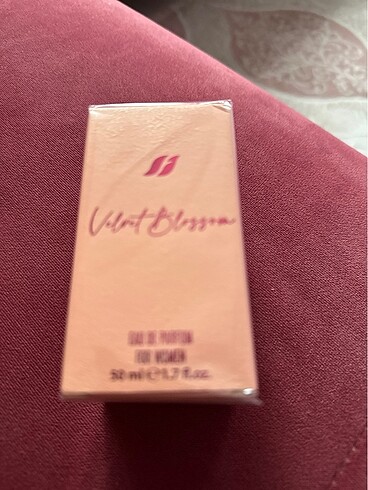 Velvet Blossom
EAU DE PARFUM
FOR WOMEN
50 ml ℮ 1.7 fl.oz.